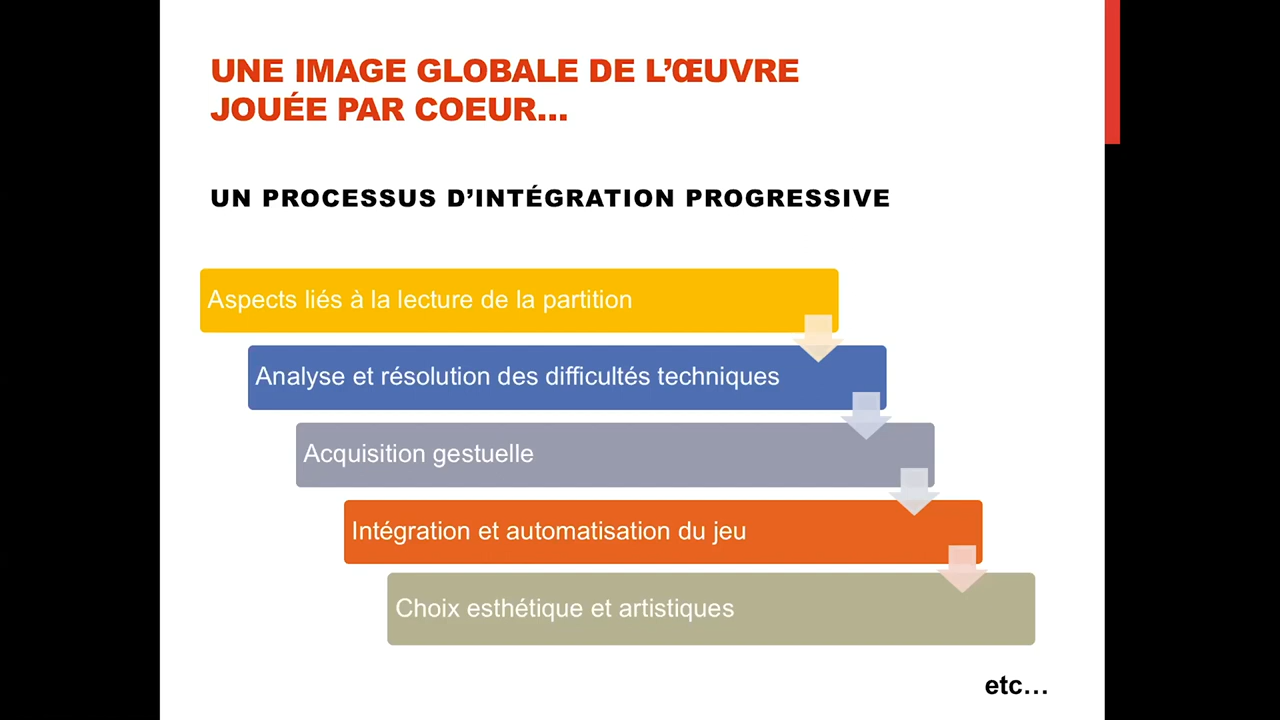 UNE IMAGE GLOBALE DE L’ŒUVRE
JOUÉE PAR COEUR...
UN PROCESSUS D’INTÉGRATION PROGRESSIVE
Aspects liés à la lecture de la partition
Analyse et résolution des difficultés techniques
Acquisition gestuelle
Intégration et automatisation du jeu
Choix esthétique et artistiques
etc...